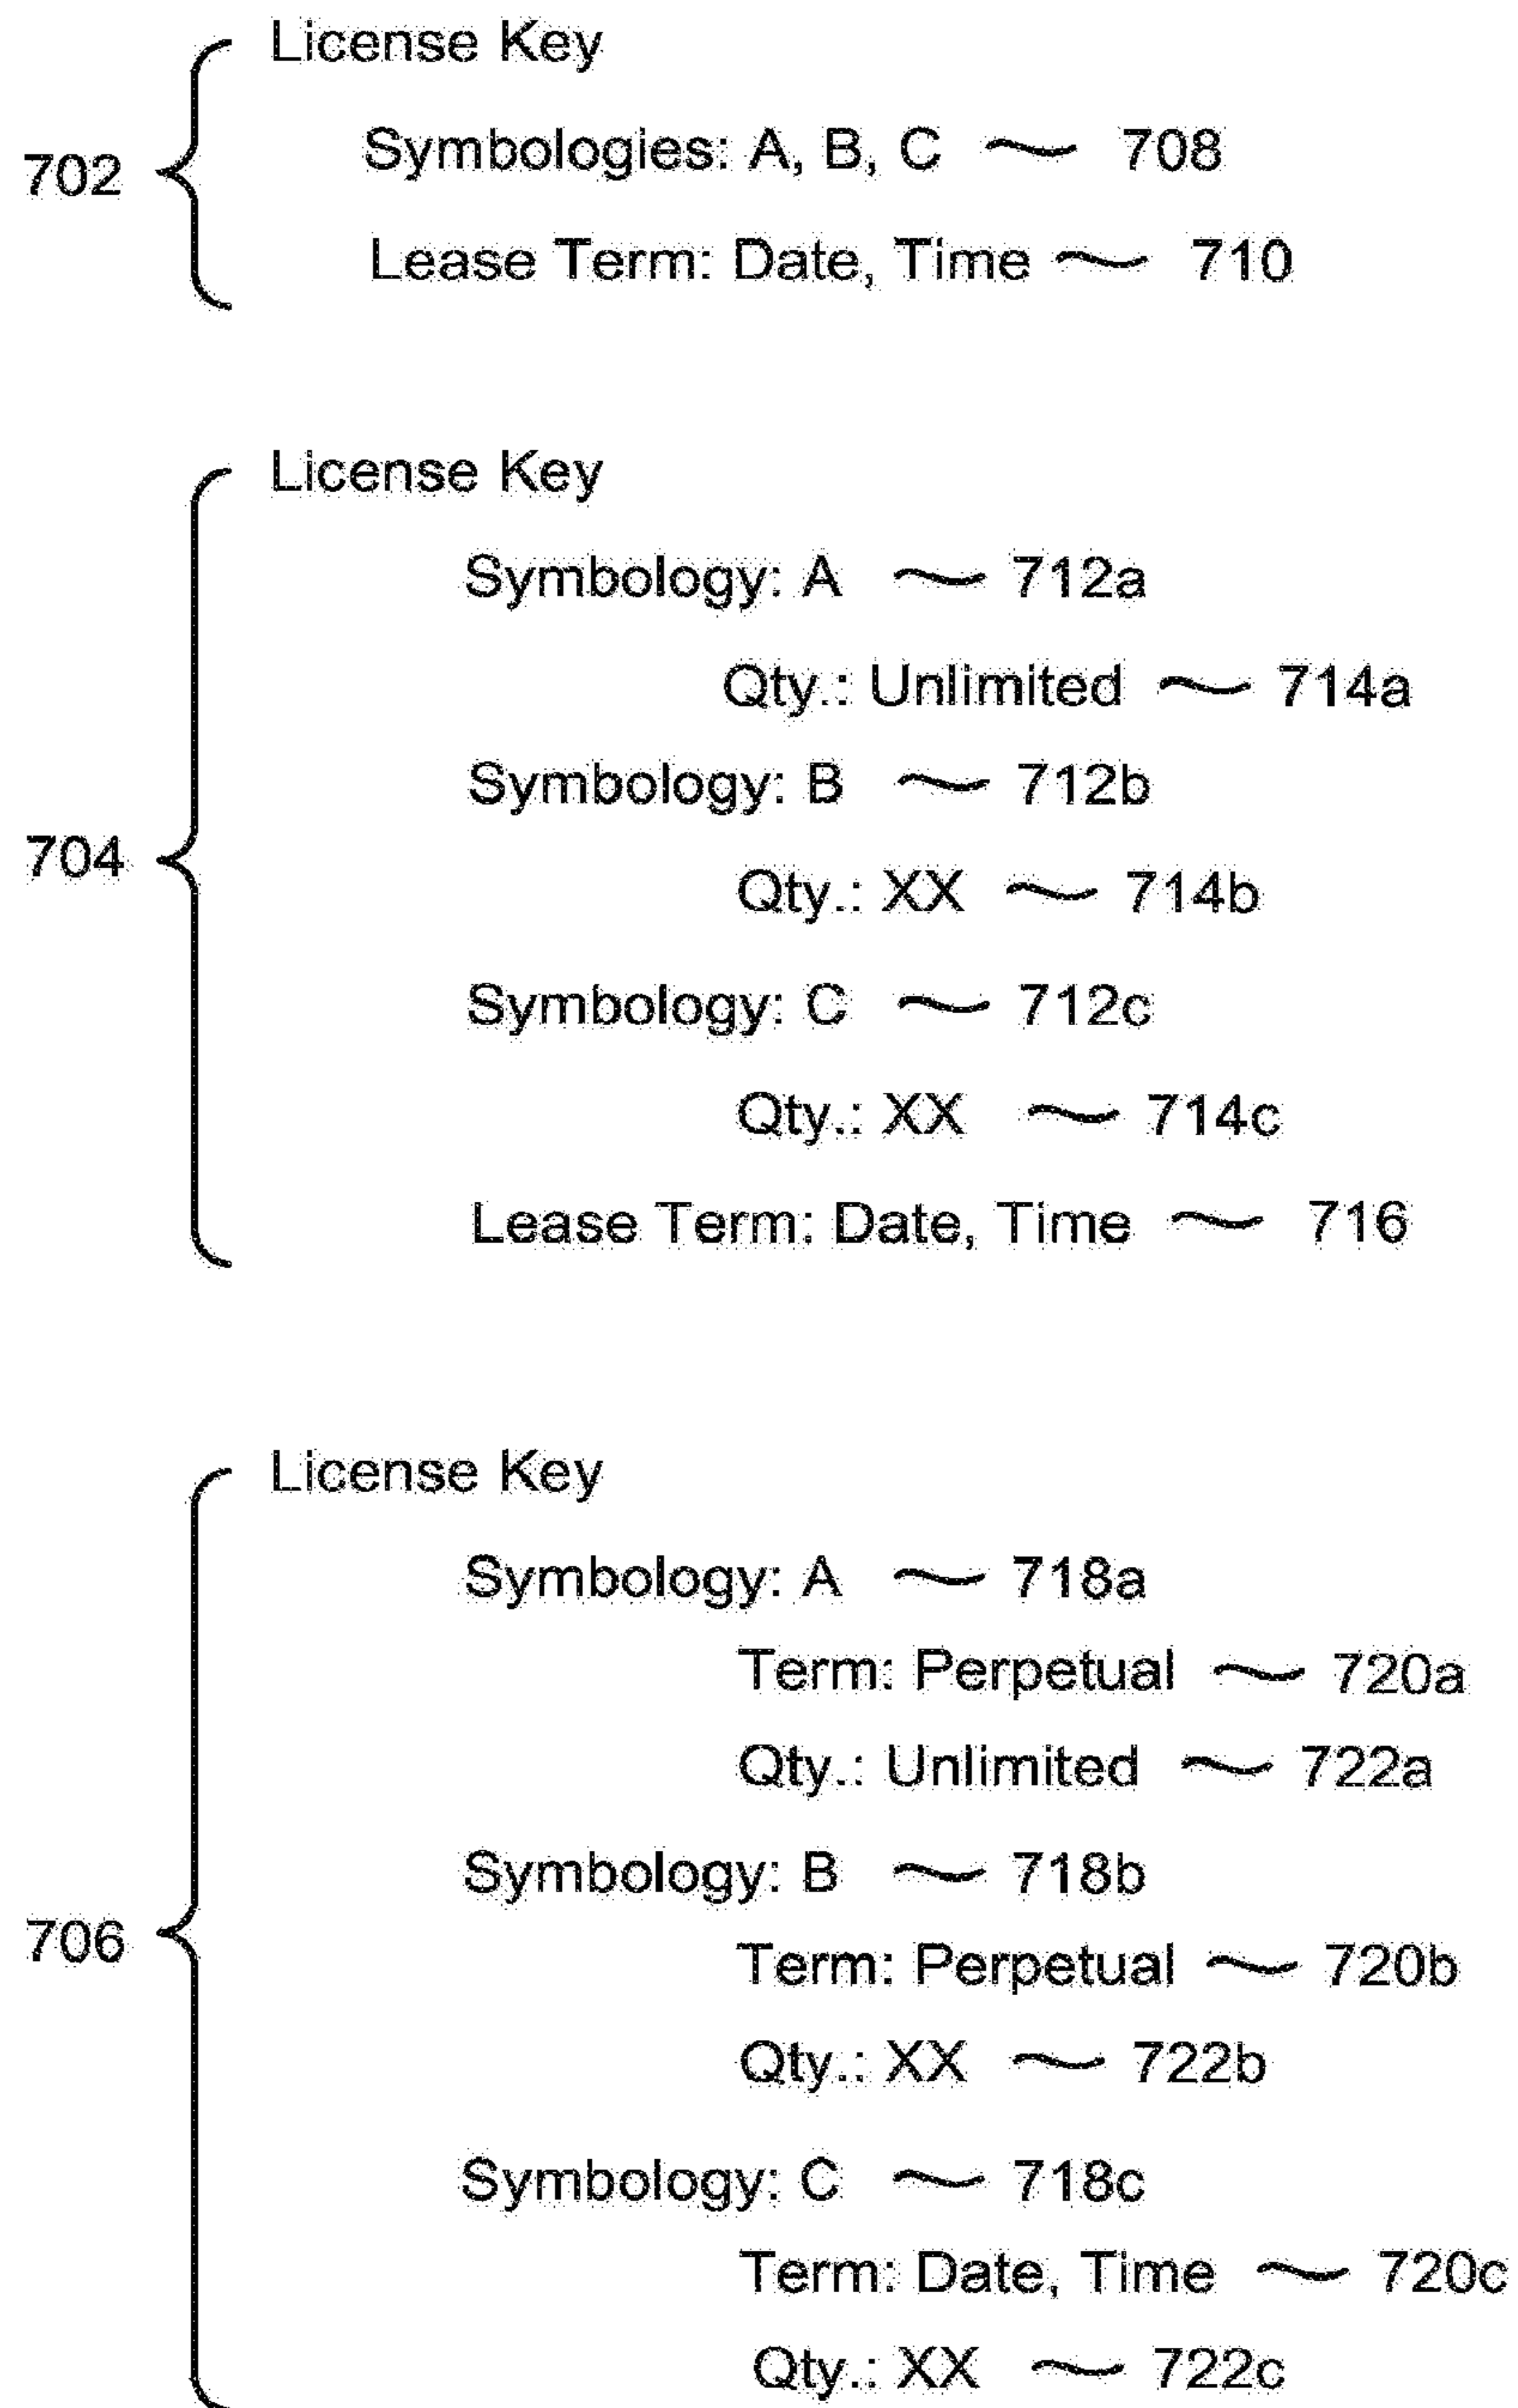 License Key
702 Symbologies: A, B, C 708
Lease Term: Date, Time 710
License Key
Symbology: A 712a
Qty.: Unlimited 714a
Symbology: B 712b
704
Qty.: XX 714b
Symbology: C 712c
Qty.: XX 714c
Lease Term: Date, Time 716
License Key
Symbology: A 718a
Term: Perpetual 720a
Qty.: Unlimited 722a
Symbology: B 718b
706
Term: Perpetual 720b
Qty.: XX 722b
Symbology: C 718c
Term: Date, Time 720c
Qty.: XX 722c